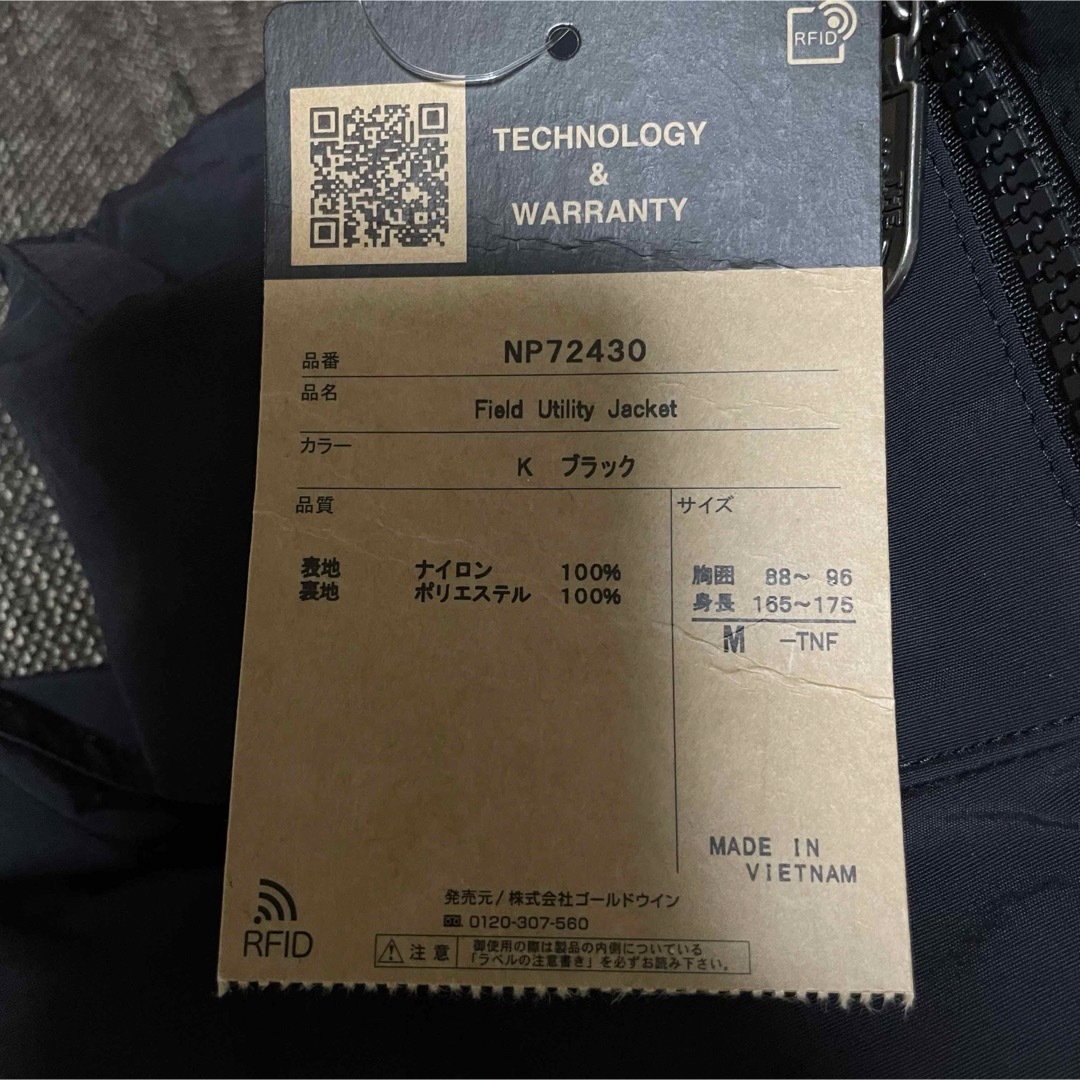 RFID
TECHNOLOGY
&
WARRANTY
品番 NP72430
品名 Field Utility Jacket
カラー K ブラック
品質
サイズ
表地 ナイロン 100%
裏地 ポリエステル 100%
胸囲 88～96
身長 165～175
M -TNF
MADE IN
VIETNAM
発売元/株式会社ゴールドウイン
0120-307-560
RFID
注意
御使用の際は製品の内側についている
「ラベルの注意書き」を必ずお読み下さい。
THE